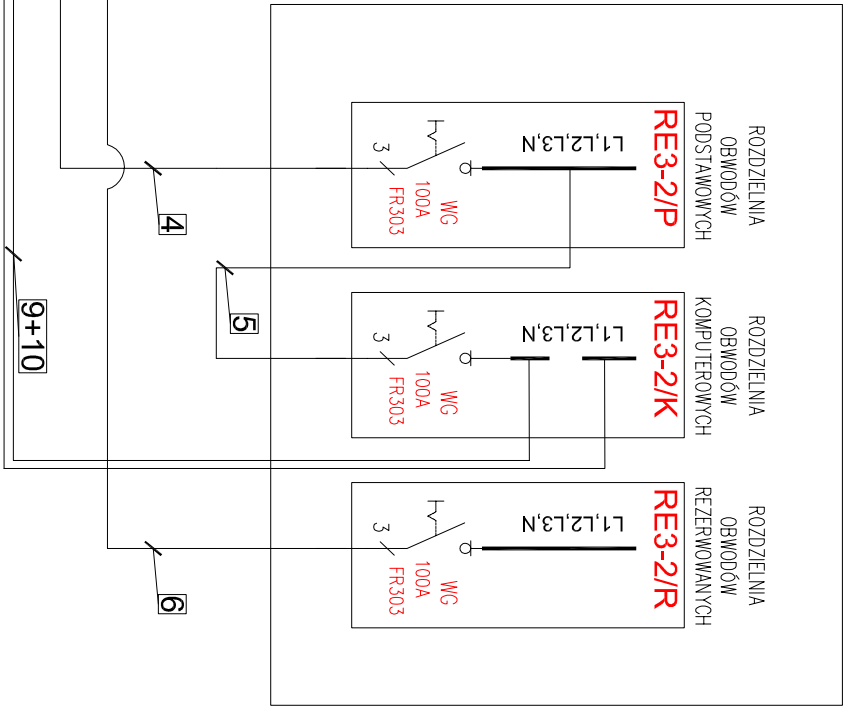 ROZDZIELNIA
OBWODÓW
PODSTAWOWYCH
RE3-2/P
L1,L2,L3,N
WG
100A
FR303
3
4
5
ROZDZIELNIA
OBWODÓW
KOMPUTEROWYCH
RE3-2/K
L1,L2,L3,N
WG
100A
FR303
3
9+10
ROZDZIELNIA
OBWODÓW
REZERWOWANYCH
RE3-2/R
L1,L2,L3,N
WG
100A
FR303
3
6